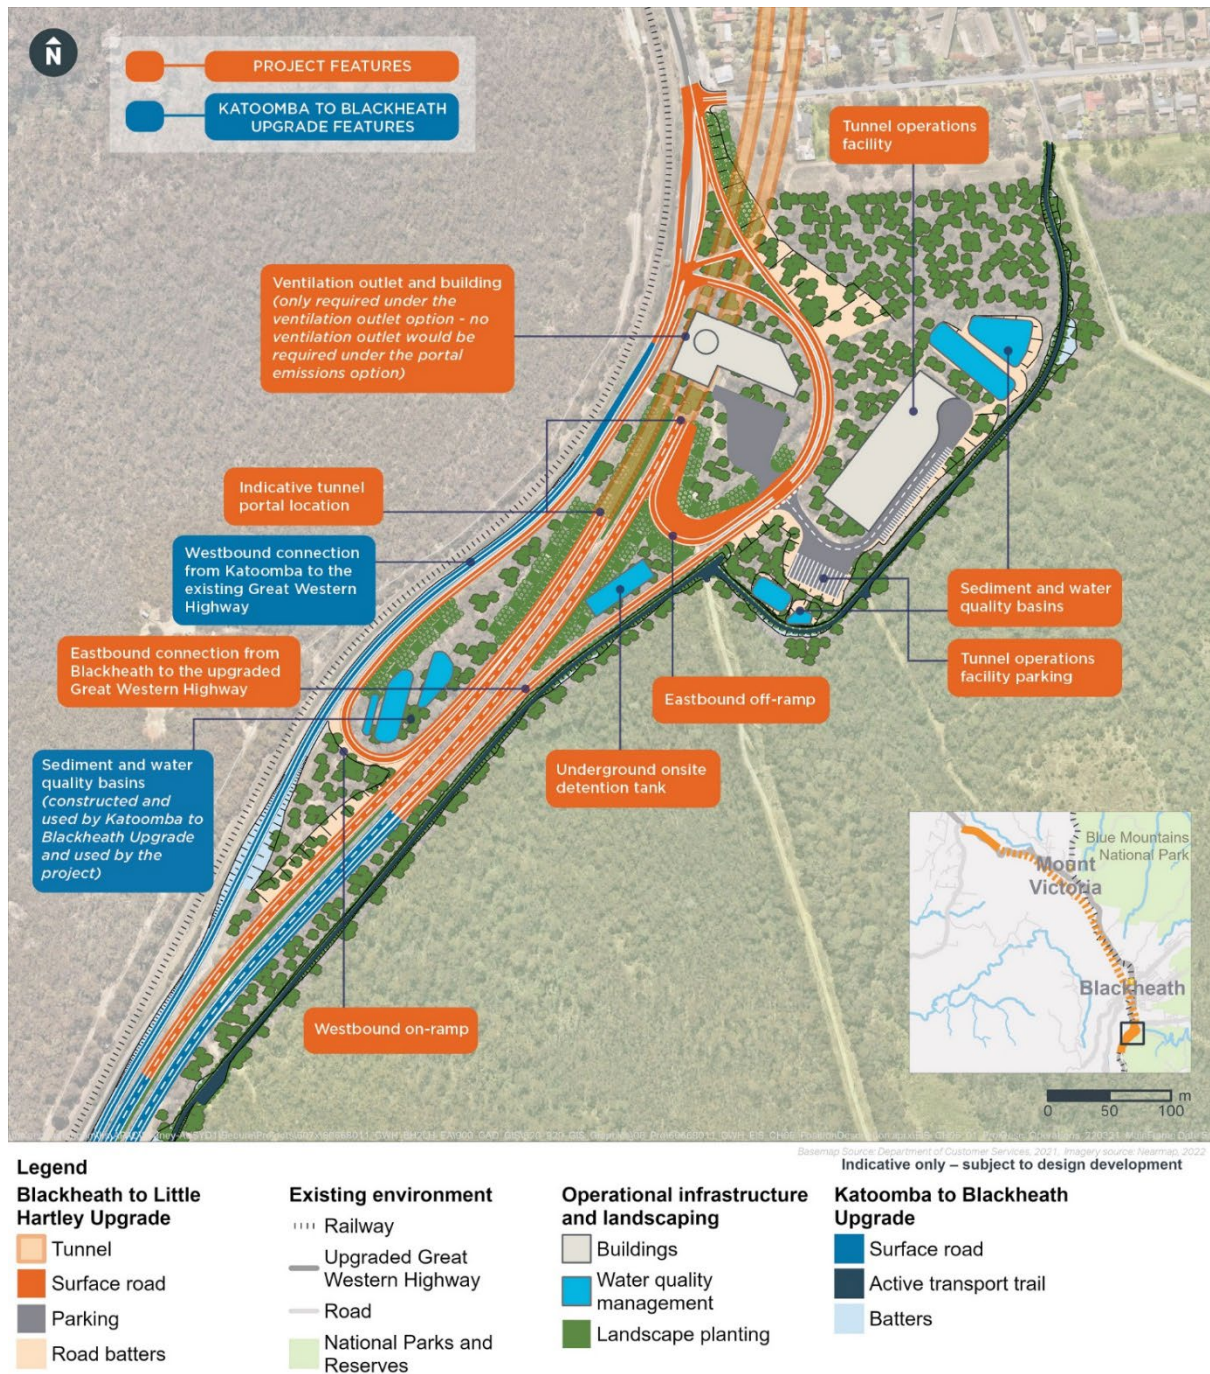 N
PROJECT FEATURES
KATOOMBA TO BLACKHEATH
UPGRADE FEATURES
Tunnel operations
facility
Ventilation outlet and building
(only required under the
ventilation outlet option - no
ventilation outlet would be
required under the portal
emissions option)
Indicative tunnel
portal location
Westbound connection
from Katoomba to the
existing Great Western
Highway
Eastbound connection from
Blackheath to the upgraded
Great Western Highway
Sediment and water
quality basins
(constructed and
used by Katoomba to
Blackheath Upgrade
and used by the
project)
Sediment and water
quality basins
Tunnel operations
facility parking
Eastbound off-ramp
Underground onsite
detention tank
Westbound on-ramp
Blue Mountains
National Park
Mount
Victoria
Blackheath
m
0 50 100
Basemap Source: Department of Customer Services, 2021. Imagery source: Nearmap, 2022
Indicative only – subject to design development
Legend
Blackheath to Little
Hartley Upgrade
Tunnel
Surface road
Parking
Road batters
Existing environment
Railway
Upgraded Great
Western Highway
Road
National Parks and
Reserves
Operational infrastructure
and landscaping
Buildings
Water quality
management
Landscape planting
Katoomba to Blackheath
Upgrade
Surface road
Active transport trail
Batters